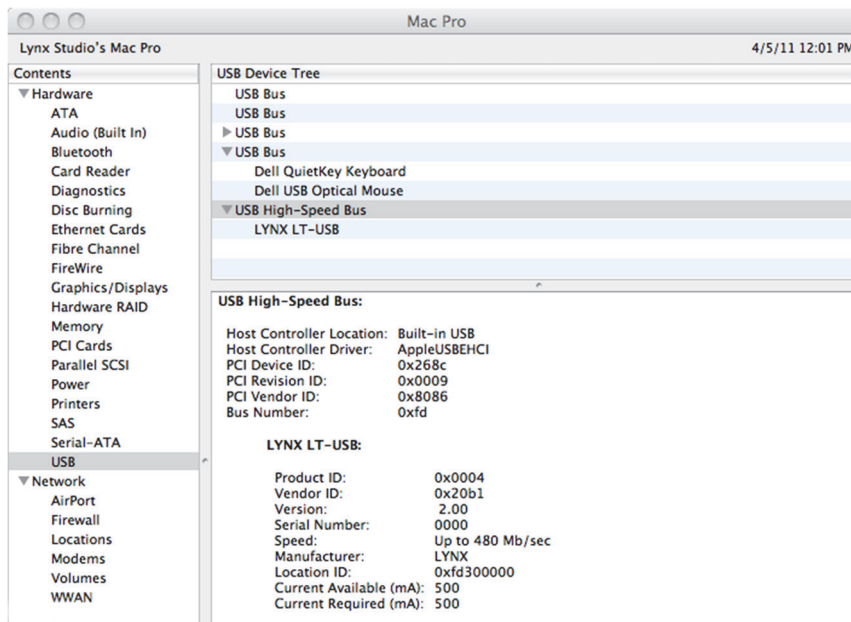 Mac Pro
Lynx Studio's Mac Pro
4/5/11 12:01 PM
Contents
Hardware
ATA
Audio (Built In)
Bluetooth
Card Reader
Diagnostics
Disc Burning
Ethernet Cards
Fibre Channel
FireWire
Graphics/Displays
Hardware RAID
Memory
PCI Cards
Parallel SCSI
Power
Printers
SAS
Serial-ATA
USB
Network
AirPort
Firewall
Locations
Modems
Volumes
WWAN
USB Device Tree
USB Bus
USB Bus
USB Bus
USB Bus
Dell QuietKey Keyboard
Dell USB Optical Mouse
USB High-Speed Bus
LYNX LT-USB
USB High-Speed Bus:
Host Controller Location: Built-in USB
Host Controller Driver: AppleUSBEHCI
PCI Device ID: 0x268c
PCI Revision ID: 0x0009
PCI Vendor ID: 0x8086
Bus Number: 0xfd
LYNX LT-USB:
Product ID: 0x0004
Vendor ID: 0x20b1
Version: 2.00
Serial Number: 0000
Speed: Up to 480 Mb/sec
Manufacturer: LYNX
Location ID: 0xfd300000
Current Available (mA): 500
Current Required (mA): 500